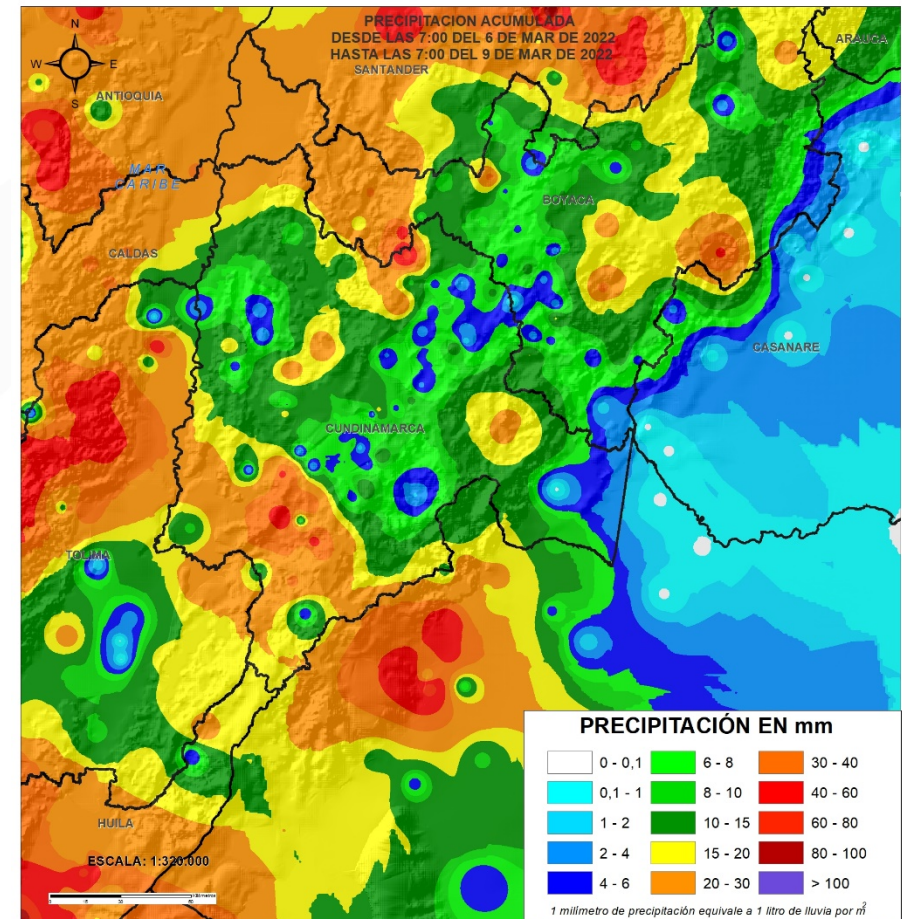 PRECIPITACION ACUMULADA
DESDE LAS 7:00 DEL 6 DE MAR DE 2022
HASTA LAS 7:00 DEL 9 DE MAR DE 2022
N
W E
S
SANTANDER
ARAUCA
ANTIOQUIA
MAR
CARIBE
BOYACA
CALDAS
CASANARE
CUNDINAMARCA
TOLIMA
HUILA
ESCALA: 1:320.000
PRECIPITACIÓN EN mm
0 - 0,1 6 - 8 30 - 40
0,1 - 1 8 - 10 40 - 60
1 - 2 10 - 15 60 - 80
2 - 4 15 - 20 80 - 100
4 - 6 20 - 30 > 100
1 milímetro de precipitación equivale a 1 litro de lluvia por m²